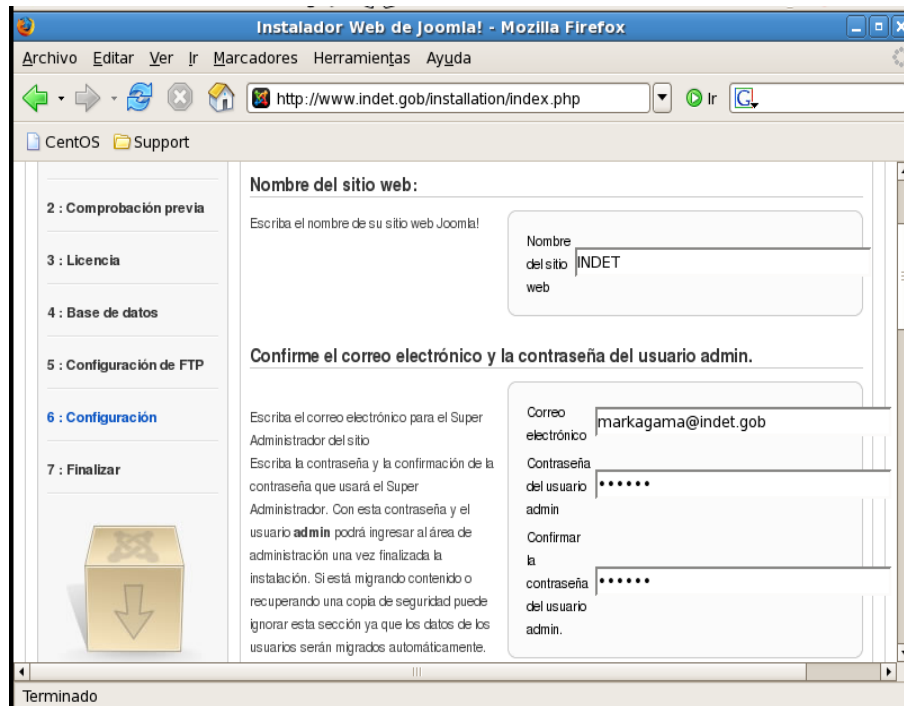 Instalador Web de Joomla! - Mozilla Firefox
Archivo Editar Ver Ir Marcadores Herramientas Ayuda
http://www.indet.gob/installation/index.php Ir G
CentOS Support
2 : Comprobación previa
3 : Licencia
4 : Base de datos
5 : Configuración de FTP
6 : Configuración
7 : Finalizar
Nombre del sitio web:
Escriba el nombre de su sitio web Joomla!
Nombre
del sitio
web
INDET
Confirme el correo electrónico y la contraseña del usuario admin.
Escriba el correo electrónico para el Super
Administrador del sitio
Escriba la contraseña y la confirmación de la
contraseña que usará el Super
Administrador. Con esta contraseña y el
usuario admin podrá ingresar al área de
administración una vez finalizada la
instalación. Si está migrando contenido o
recuperando una copia de seguridad puede
ignorar esta sección ya que los datos de los
usuarios serán migrados automáticamente.
Correo
electrónico
markagama@indet.gob
Contraseña
del usuario
admin
••••••
Confirmar
la
contraseña
del usuario
admin.
••••••
Terminado